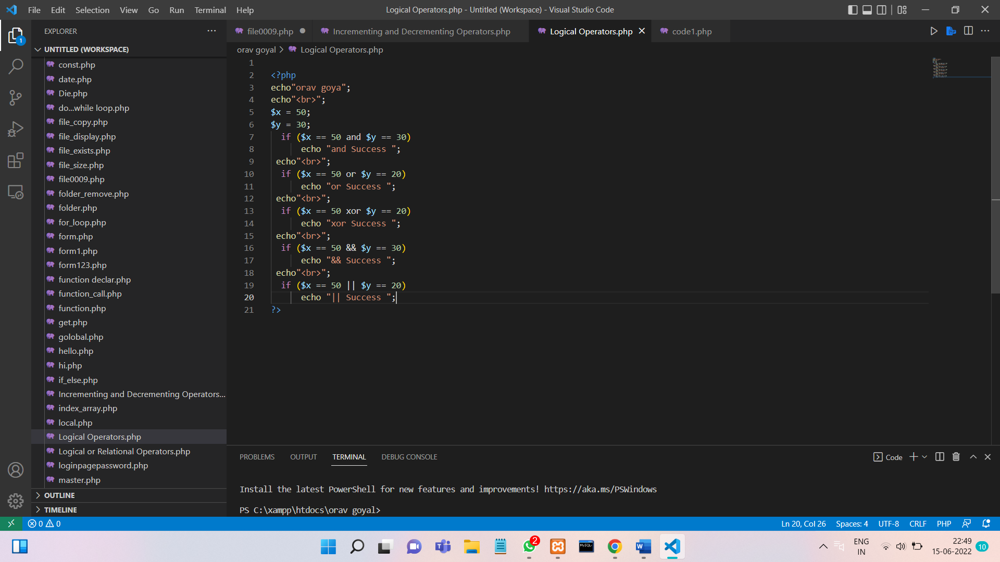 File Edit Selection View Go Run Terminal Help
Logical Operators.php - Untitled (Workspace) - Visual Studio Code
EXPLORER
1
UNTITLED (WORKSPACE)
const.php
date.php
Die.php
do...while loop.php
file_copy.php
file_display.php
file_exists.php
file_size.php
file0009.php
folder_remove.php
folder.php
for_loop.php
form.php
form1.php
form123.php
function declar.php
function_call.php
function.php
get.php
golobal.php
hello.php
hi.php
if_else.php
Incrementing and Decrementing Operators...
index_array.php
local.php
Logical Operators.php
Logical or Relational Operators.php
loginpagepassword.php
master.php
OUTLINE
TIMELINE
file0009.php Incrementing and Decrementing Operators.php Logical Operators.php code1.php
orav goyal > Logical Operators.php
1
2 <?php
3 echo"orav goya";
4 echo"<br>";
5 $x = 50;
6 $y = 30;
7 if ($x == 50 and $y == 30)
8 echo "and Success ";
9 echo"<br>";
10 if ($x == 50 or $y == 20)
11 echo "or Success ";
12 echo"<br>";
13 if ($x == 50 xor $y == 20)
14 echo "xor Success ";
15 echo"<br>";
16 if ($x == 50 && $y == 30)
17 echo "&& Success ";
18 echo"<br>";
19 if ($x == 50 || $y == 20)
20 echo "|| Success ";
21 ?>
PROBLEMS OUTPUT TERMINAL DEBUG CONSOLE
Code
Install the latest PowerShell for new features and improvements! https://aka.ms/PSWindows
PS C:\xampp\htdocs\orav goyal>
0 0
Ln 20, Col 26 Spaces: 4 UTF-8 CRLF PHP
2
MySQL
ENG
IN
22:49
15-06-2022
10